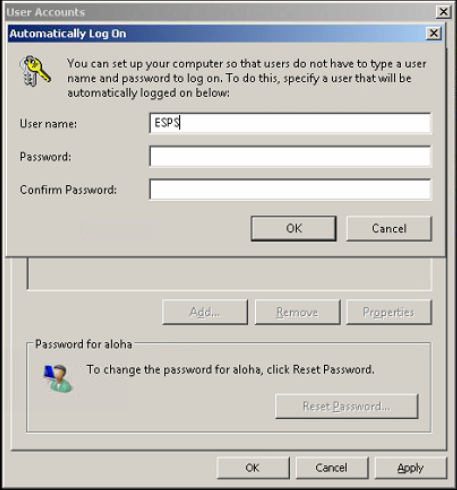 User Accounts
Automatically Log On
You can set up your computer so that users do not have to type a user
name and password to log on. To do this, specify a user that will be
automatically logged on below:
User name: ESPS
Password:
Confirm Password:
OK Cancel
Add... Remove Properties
Password for aloha
To change the password for aloha, click Reset Password.
Reset Password...
OK Cancel Apply